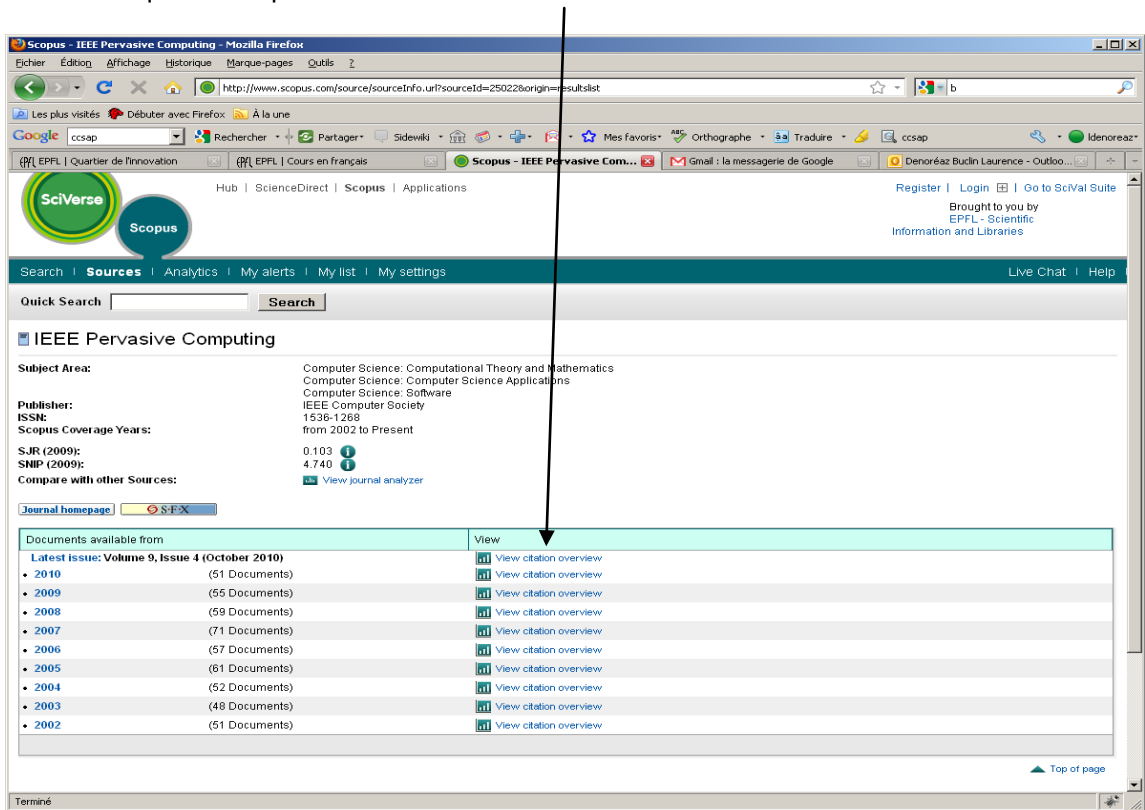 Scopus - IEEE Pervasive Computing - Mozilla Firefox
Eichier Édition Affichage Historique Marque-pages Outils ?
http://www.scopus.com/source/sourceInfo.url?sourceId=25022&origin=resultslist b
Les plus visités Débuter avec Firefox À la une
Google ccsap Rechercher Partager Sidewiki Mes favoris Orthographe Traduire ccsap ldenoreaz
EPFL | Quartier de l'innovation EPFL | Cours en français Scopus - IEEE Pervasive Com... Gmail : la messagerie de Google Denoréaz Buclin Laurence - Outloo...
SciVerse
Scopus
Hub | ScienceDirect | Scopus | Applications
Register | Login | Go to SciVal Suite
Brought to you by
EPFL - Scientific
Information and Libraries
Search | Sources | Analytics | My alerts | My list | My settings Live Chat | Help
Quick Search Search
IEEE Pervasive Computing
Subject Area: Computer Science: Computational Theory and Mathematics
Computer Science: Computer Science Applications
Computer Science: Software
Publisher: IEEE Computer Society
ISSN: 1536-1268
Scopus Coverage Years: from 2002 to Present
SJR (2009): 0.103
SNIP (2009): 4.740
Compare with other Sources: View journal analyzer
Journal homepage S·F·X
Documents available from View
Latest issue: Volume 9, Issue 4 (October 2010) View citation overview
• 2010 (51 Documents) View citation overview
• 2009 (55 Documents) View citation overview
• 2008 (59 Documents) View citation overview
• 2007 (71 Documents) View citation overview
• 2006 (57 Documents) View citation overview
• 2005 (61 Documents) View citation overview
• 2004 (52 Documents) View citation overview
• 2003 (48 Documents) View citation overview
• 2002 (51 Documents) View citation overview
Top of page
Terminé